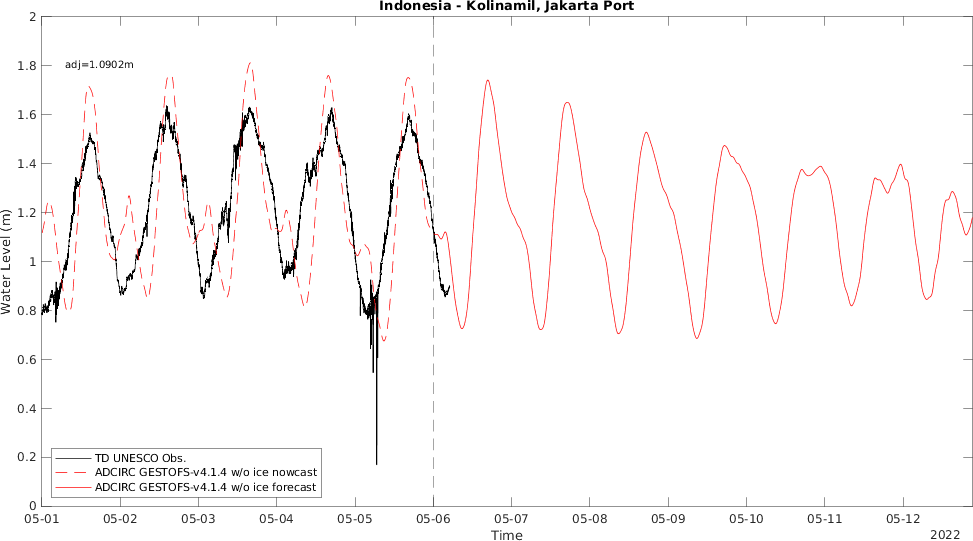 Indonesia - Kolinamil, Jakarta Port
2
1.8
1.6
1.4
1.2
1
0.8
0.6
0.4
0.2
0
Water Level (m)
adj=1.0902m
TD UNESCO Obs.
ADCIRC GESTOFS-v4.1.4 w/o ice nowcast
ADCIRC GESTOFS-v4.1.4 w/o ice forecast
05-01 05-02 05-03 05-04 05-05 05-06 05-07 05-08 05-09 05-10 05-11 05-12
Time
2022